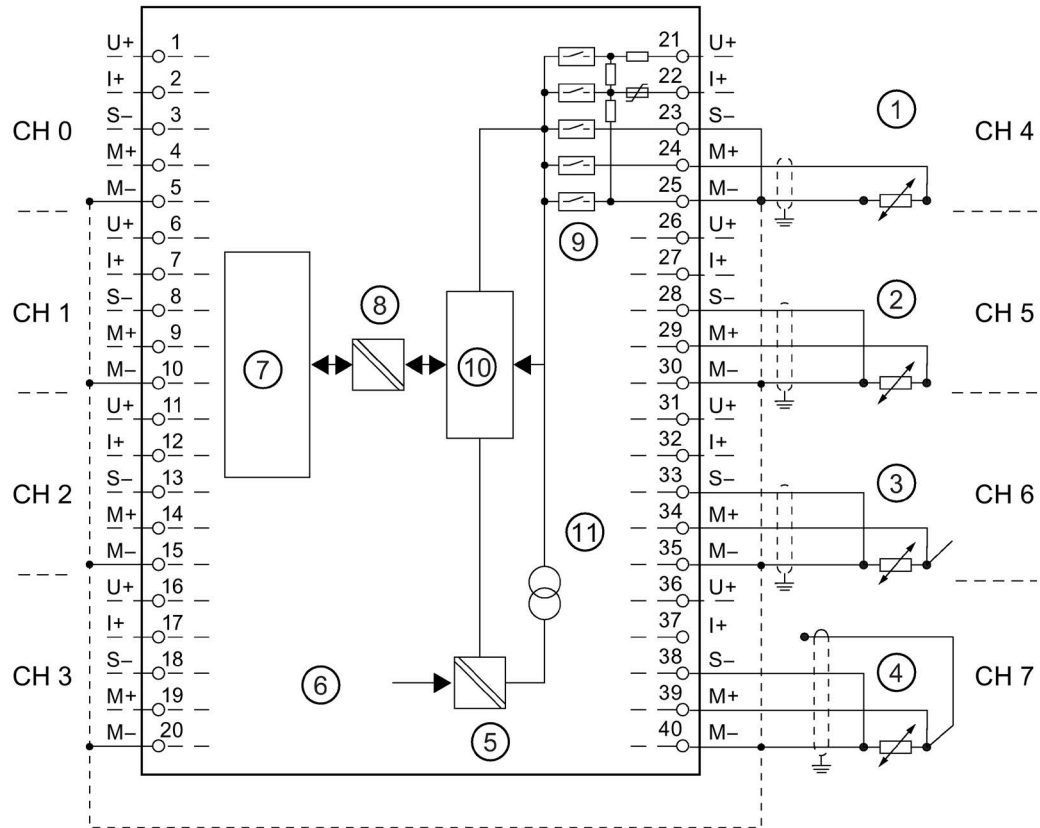 CH 0
U+ 1
I+ 2
S– 3
M+ 4
M– 5
CH 1
U+ 6
I+ 7
S– 8
M+ 9
M– 10
CH 2
U+ 11
I+ 12
S– 13
M+ 14
M– 15
CH 3
U+ 16
I+ 17
S– 18
M+ 19
M– 20
7
8
10
9
11
6
5
21 U+
22 I+
23 S–
24 M+
25 M–
1
CH 4
26 U+
27 I+
28 S–
29 M+
30 M–
2
CH 5
31 U+
32 I+
33 S–
34 M+
35 M–
3
CH 6
36 U+
37 I+
38 S–
39 M+
40 M–
4
CH 7